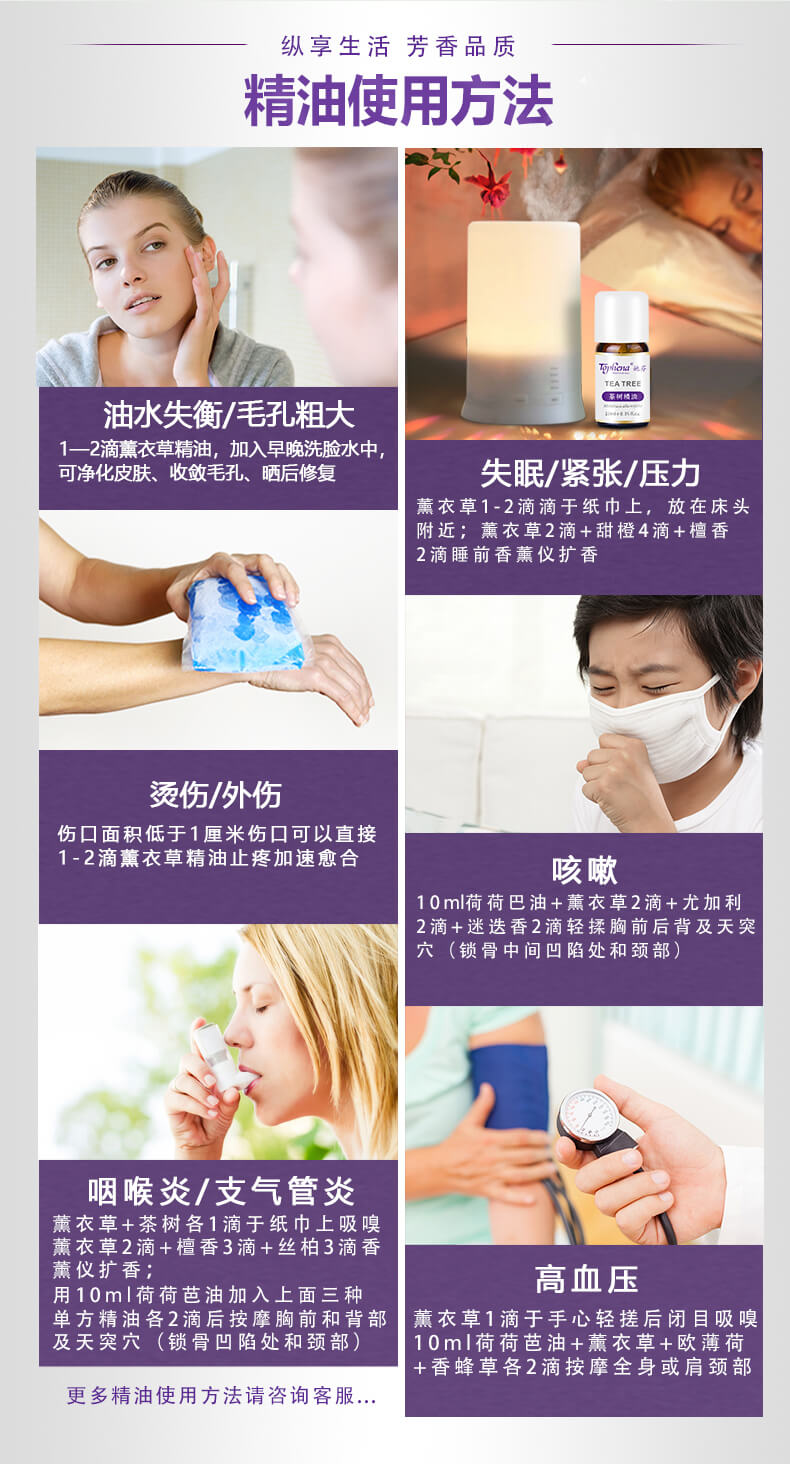 纵享生活 芳香品质
精油使用方法
油水失衡/毛孔粗大
1—2滴薰衣草精油，加入早晚洗脸水中，
可净化皮肤、收敛毛孔、晒后修复
Tophena®
TEA TREE
茶树精油
失眠/紧张/压力
薰衣草1-2滴滴于纸巾上，放在床头
附近；薰衣草2滴+甜橙4滴+檀香
2滴睡前香薰仪扩香
烫伤/外伤
伤口面积低于1厘米伤口可以直接
1-2滴薰衣草精油止疼加速愈合
咳嗽
10ml荷荷巴油+薰衣草2滴+尤加利
2滴+迷迭香2滴轻揉胸前后背及天突
穴（锁骨中间凹陷处和颈部）
咽喉炎/支气管炎
薰衣草+茶树各1滴于纸巾上吸嗅
薰衣草2滴+檀香3滴+丝柏3滴香
薰仪扩香；
用10ml荷荷芭油加入上面三种
单方精油各2滴后按摩胸前和背部
及天突穴（锁骨凹陷处和颈部）
高血压
薰衣草1滴于手心轻搓后闭目吸嗅
10ml荷荷芭油+薰衣草+欧薄荷
+香蜂草各2滴按摩全身或肩颈部
更多精油使用方法请咨询客服...